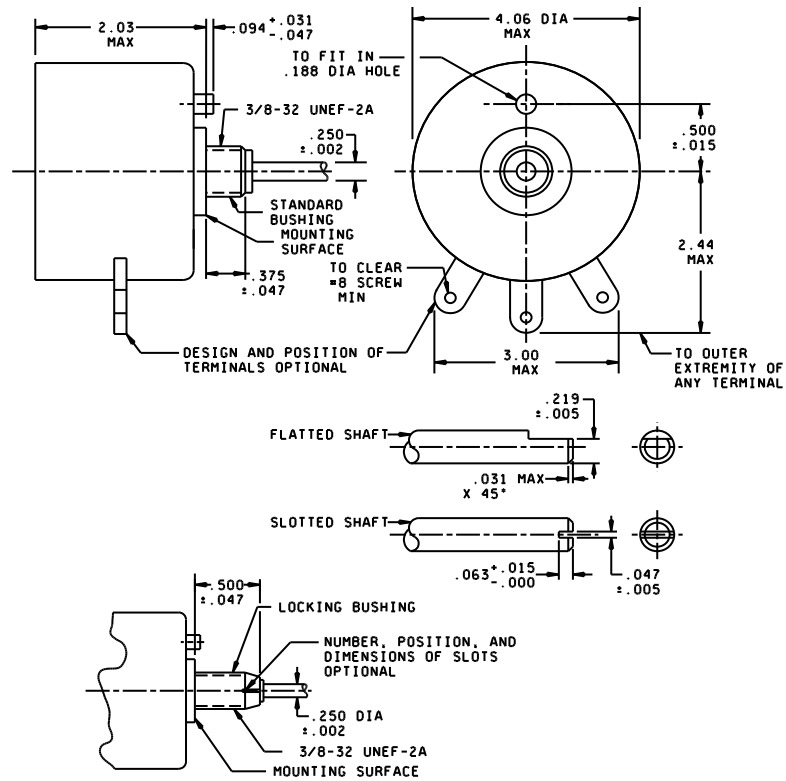 2.03
MAX
.094 +.031
-.047
4.06 DIA
MAX
TO FIT IN
.188 DIA HOLE
3/8-32 UNEF-2A
.250
±.002
.500
±.015
STANDARD
BUSHING
MOUNTING
SURFACE
2.44
MAX
.375
±.047
TO CLEAR
#8 SCREW
MIN
DESIGN AND POSITION OF
TERMINALS OPTIONAL
3.00
MAX
TO OUTER
EXTREMITY OF
ANY TERMINAL
.219
±.005
FLATTED SHAFT
.031 MAX
X 45°
SLOTTED SHAFT
.063 +.015
-.000
.047
±.005
.500
±.047
LOCKING BUSHING
NUMBER, POSITION, AND
DIMENSIONS OF SLOTS
OPTIONAL
.250 DIA
±.002
3/8-32 UNEF-2A
MOUNTING SURFACE